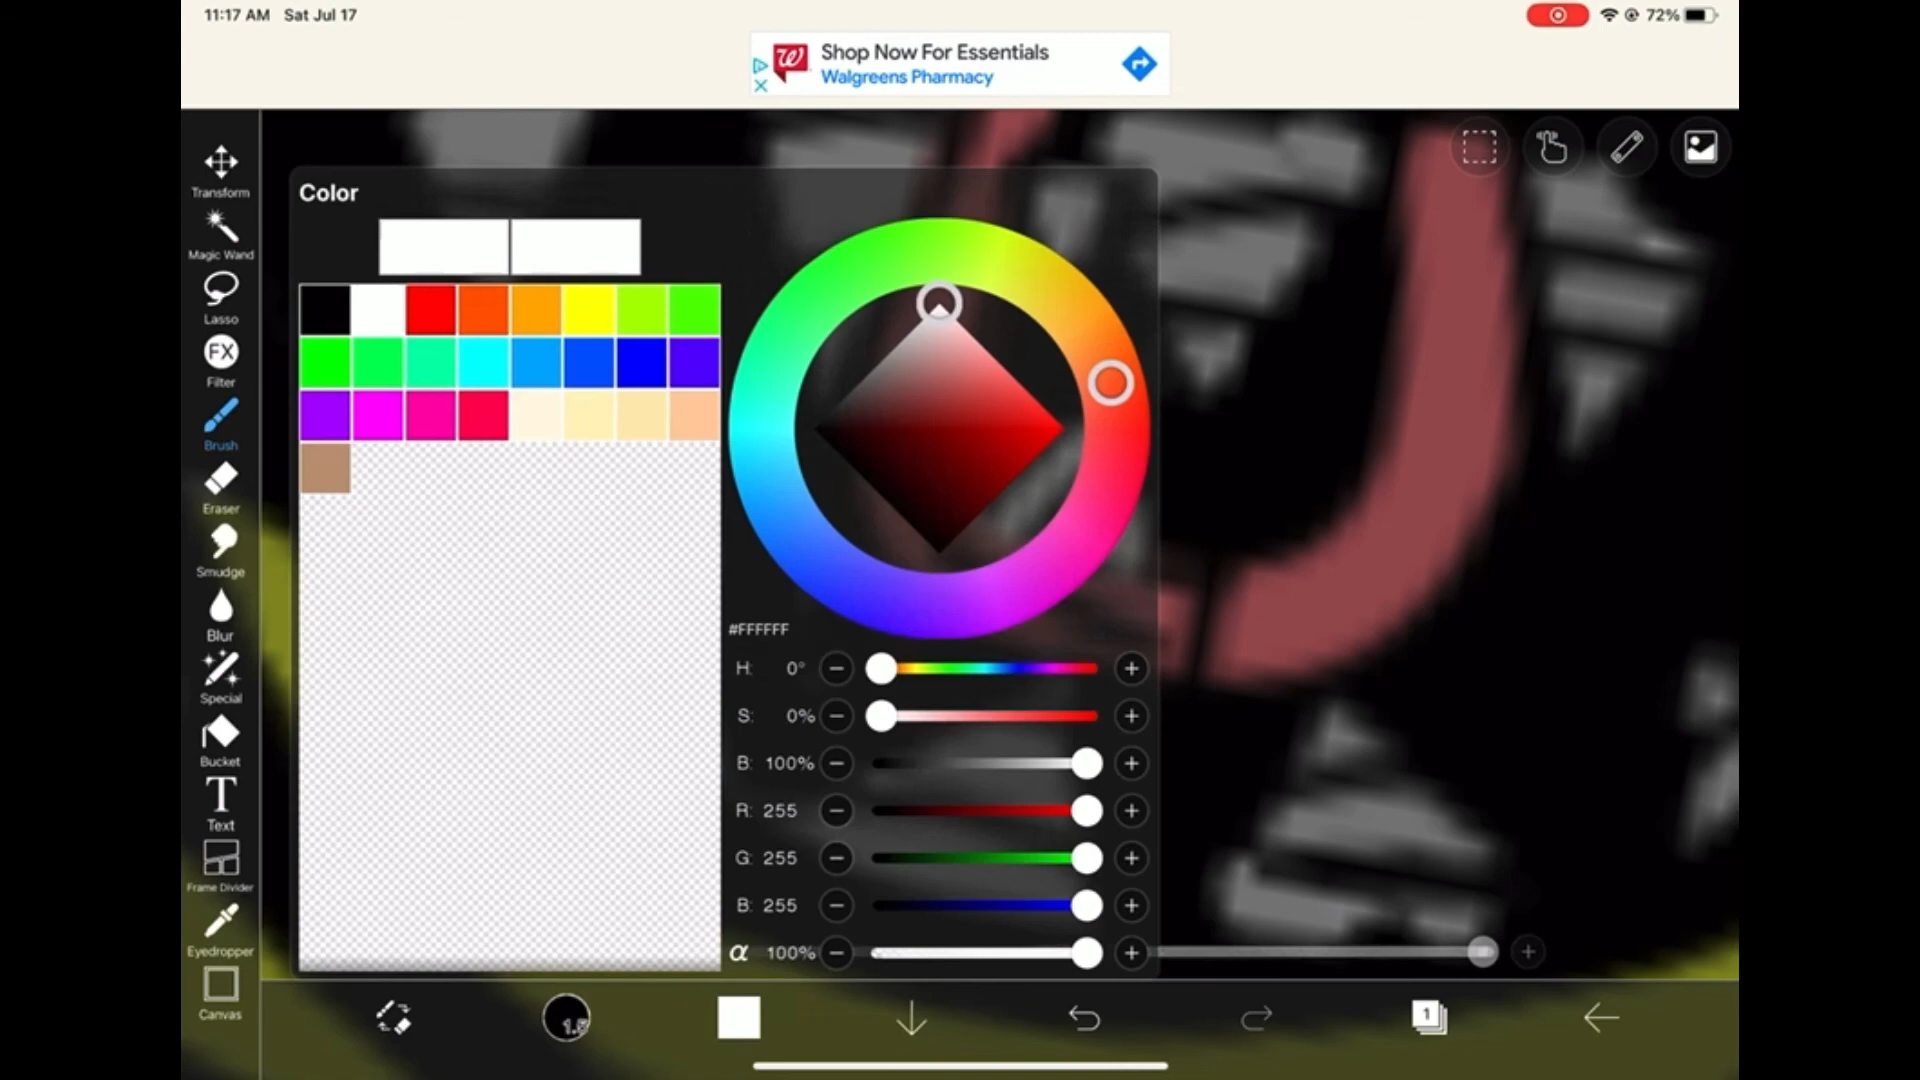 11:17 AM Sat Jul 17
72%
Shop Now For Essentials
Walgreens Pharmacy
Transform
Magic Wand
Lasso
FX
Filter
Brush
Eraser
Smudge
Blur
Special
Bucket
T
Text
Frame Divider
Eyedropper
Canvas
Color
#FFFFFF
H: 0°
S: 0%
B: 100%
R: 255
G: 255
B: 255
α 100%
1.5
1